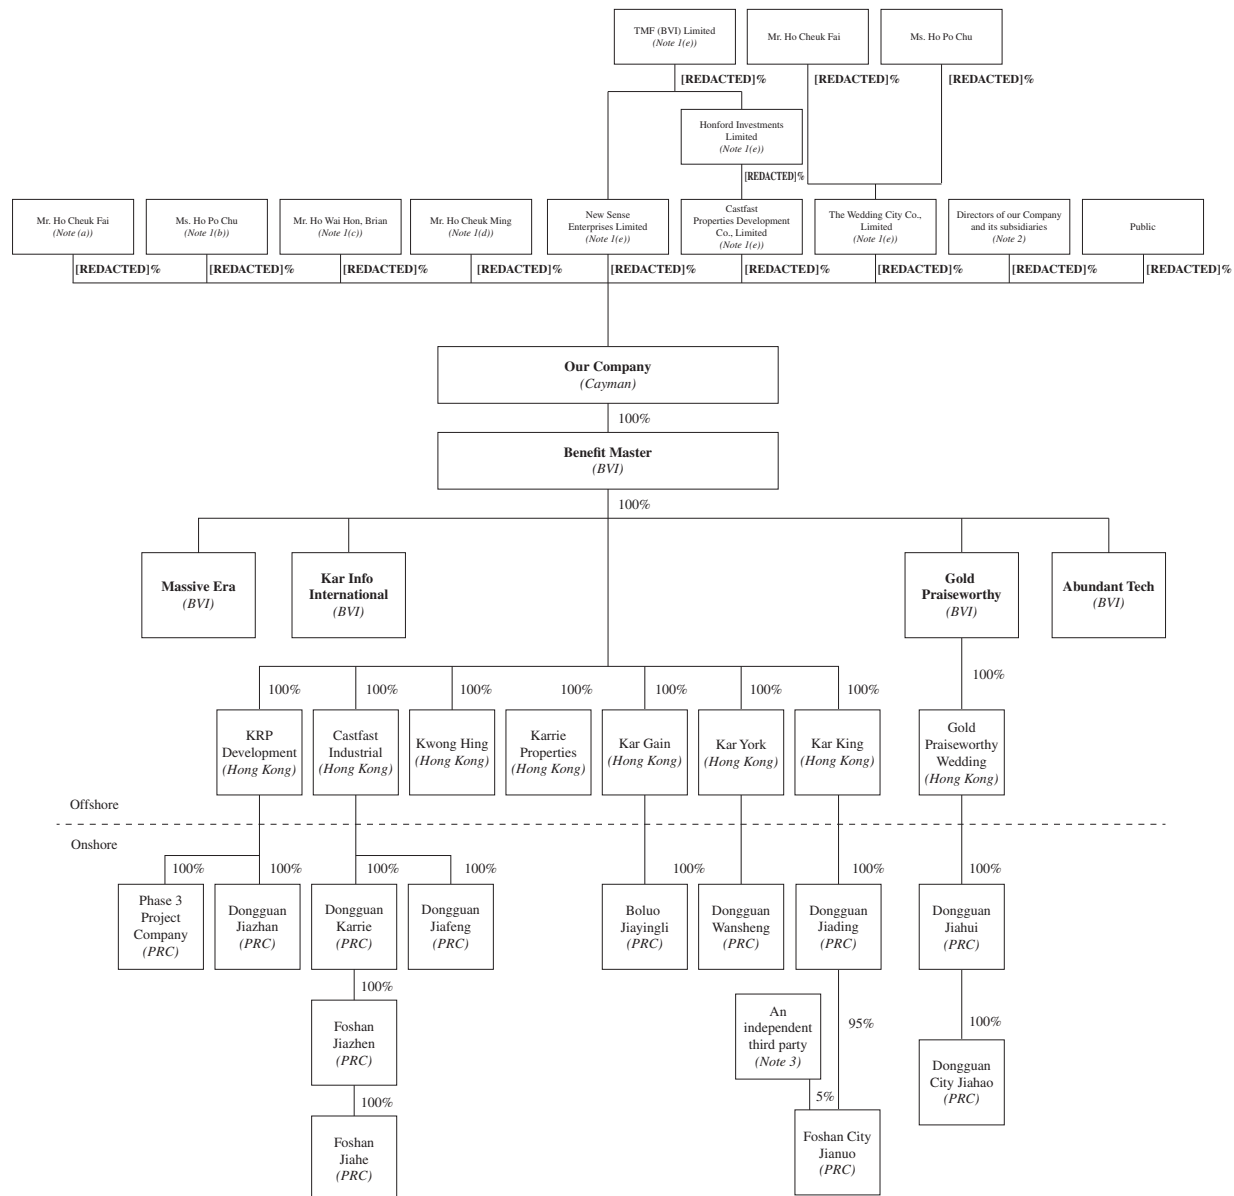 TMF (BVI) Limited
(Note 1(e))
Mr. Ho Cheuk Fai
Ms. Ho Po Chu
[REDACTED]%
[REDACTED]%
[REDACTED]%
Honford Investments
Limited
(Note 1(e))
[REDACTED]%
Mr. Ho Cheuk Fai
(Note (a))
Ms. Ho Po Chu
(Note 1(b))
Mr. Ho Wai Hon, Brian
(Note 1(c))
Mr. Ho Cheuk Ming
(Note 1(d))
New Sense
Enterprises Limited
(Note 1(e))
Castfast
Properties Development
Co., Limited
(Note 1(e))
The Wedding City Co.,
Limited
(Note 1(e))
Directors of our Company
and its subsidiaries
(Note 2)
Public
[REDACTED]%
[REDACTED]%
[REDACTED]%
[REDACTED]%
[REDACTED]%
[REDACTED]%
[REDACTED]%
[REDACTED]%
[REDACTED]%
Our Company
(Cayman)
100%
Benefit Master
(BVI)
100%
Massive Era
(BVI)
Kar Info
International
(BVI)
Gold
Praiseworthy
(BVI)
Abundant Tech
(BVI)
100%
100%
100%
100%
100%
100%
100%
100%
KRP
Development
(Hong Kong)
Castfast
Industrial
(Hong Kong)
Kwong Hing
(Hong Kong)
Karrie
Properties
(Hong Kong)
Kar Gain
(Hong Kong)
Kar York
(Hong Kong)
Kar King
(Hong Kong)
Gold
Praiseworthy
Wedding
(Hong Kong)
Offshore
Onshore
100%
100%
100%
100%
100%
100%
100%
100%
Phase 3
Project
Company
(PRC)
Dongguan
Jiazhan
(PRC)
Dongguan
Karrie
(PRC)
Dongguan
Jiafeng
(PRC)
Boluo
Jiayingli
(PRC)
Dongguan
Wansheng
(PRC)
Dongguan
Jiading
(PRC)
Dongguan
Jiahui
(PRC)
100%
Foshan
Jiazhen
(PRC)
An
independent
third party
(Note 3)
95%
100%
Dongguan
City Jiahao
(PRC)
100%
5%
Foshan
Jiahe
(PRC)
Foshan City
Jianuo
(PRC)